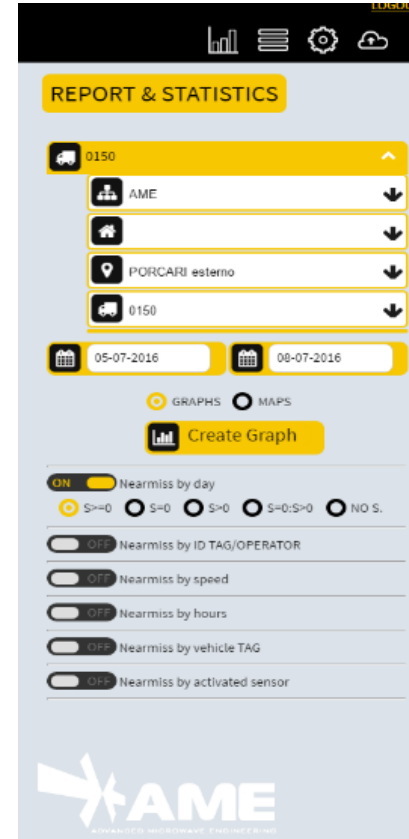 LOGOU
REPORT & STATISTICS
0150
AME
PORCARI esterno
0150
05-07-2016 08-07-2016
GRAPHS MAPS
Create Graph
ON Nearmiss by day
S>=0 S=0 S>0 S=0:S>0 NO S.
OFF Nearmiss by ID TAG/OPERATOR
OFF Nearmiss by speed
OFF Nearmiss by hours
OFF Nearmiss by vehicle TAG
OFF Nearmiss by activated sensor
AME
ADVANCED MICROWAVE ENGINEERING